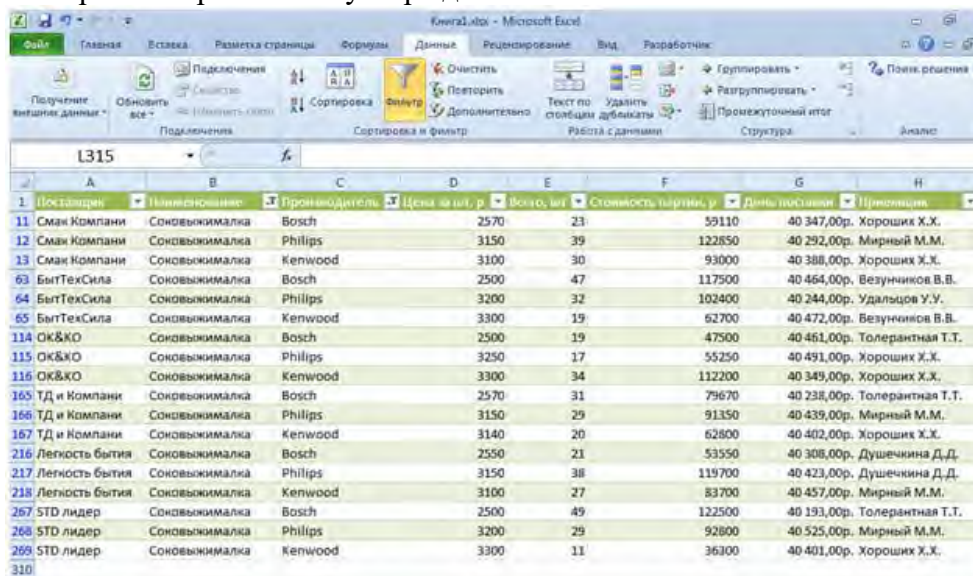 Книга1.xlsx - Microsoft Excel
Файл Главная Вставка Разметка страницы Формулы Данные Рецензирование Вид Разработчик
Получение внешних данных
Обновить все
Подключения
Свойства
Изменить связи
Подключения
Сортировка
Фильтр
Очистить
Повторить
Дополнительно
Сортировка и фильтр
Текст по столбцам
Удалить дубликаты
Работа с данными
Группировать
Разгруппировать
Промежуточный итог
Структура
Поиск решения
Анализ
L315 fx
A B C D E F G H
1 Поставщик Наименование Производитель Цена за шт, р Всего, шт Стоимость партии, р День поставки Приемщик
11 Смак Компани Соковыжималка Bosch 2570 23 59110 40 347,00р. Хороших Х.Х.
12 Смак Компани Соковыжималка Philips 3150 39 122850 40 292,00р. Мирный М.М.
13 Смак Компани Соковыжималка Kenwood 3100 30 93000 40 388,00р. Хороших Х.Х.
63 БытТехСила Соковыжималка Bosch 2500 47 117500 40 464,00р. Везунчиков В.В.
64 БытТехСила Соковыжималка Philips 3200 32 102400 40 244,00р. Удальцов У.У.
65 БытТехСила Соковыжималка Kenwood 3300 19 62700 40 472,00р. Везунчиков В.В.
114 OK&KO Соковыжималка Bosch 2500 19 47500 40 461,00р. Толерантная Т.Т.
115 OK&KO Соковыжималка Philips 3250 17 55250 40 491,00р. Хороших Х.Х.
116 OK&KO Соковыжималка Kenwood 3300 34 112200 40 349,00р. Хороших Х.Х.
165 ТД и Компани Соковыжималка Bosch 2570 31 79670 40 238,00р. Толерантная Т.Т.
166 ТД и Компани Соковыжималка Philips 3150 29 91350 40 439,00р. Мирный М.М.
167 ТД и Компани Соковыжималка Kenwood 3140 20 62800 40 402,00р. Хороших Х.Х.
216 Легкость бытия Соковыжималка Bosch 2550 21 53550 40 308,00р. Душечкина Д.Д.
217 Легкость бытия Соковыжималка Philips 3150 38 119700 40 423,00р. Душечкина Д.Д.
218 Легкость бытия Соковыжималка Kenwood 3100 27 83700 40 457,00р. Мирный М.М.
267 STD лидер Соковыжималка Bosch 2500 49 122500 40 193,00р. Толерантная Т.Т.
268 STD лидер Соковыжималка Philips 3200 29 92800 40 525,00р. Мирный М.М.
269 STD лидер Соковыжималка Kenwood 3300 11 36300 40 401,00р. Хороших Х.Х.
310